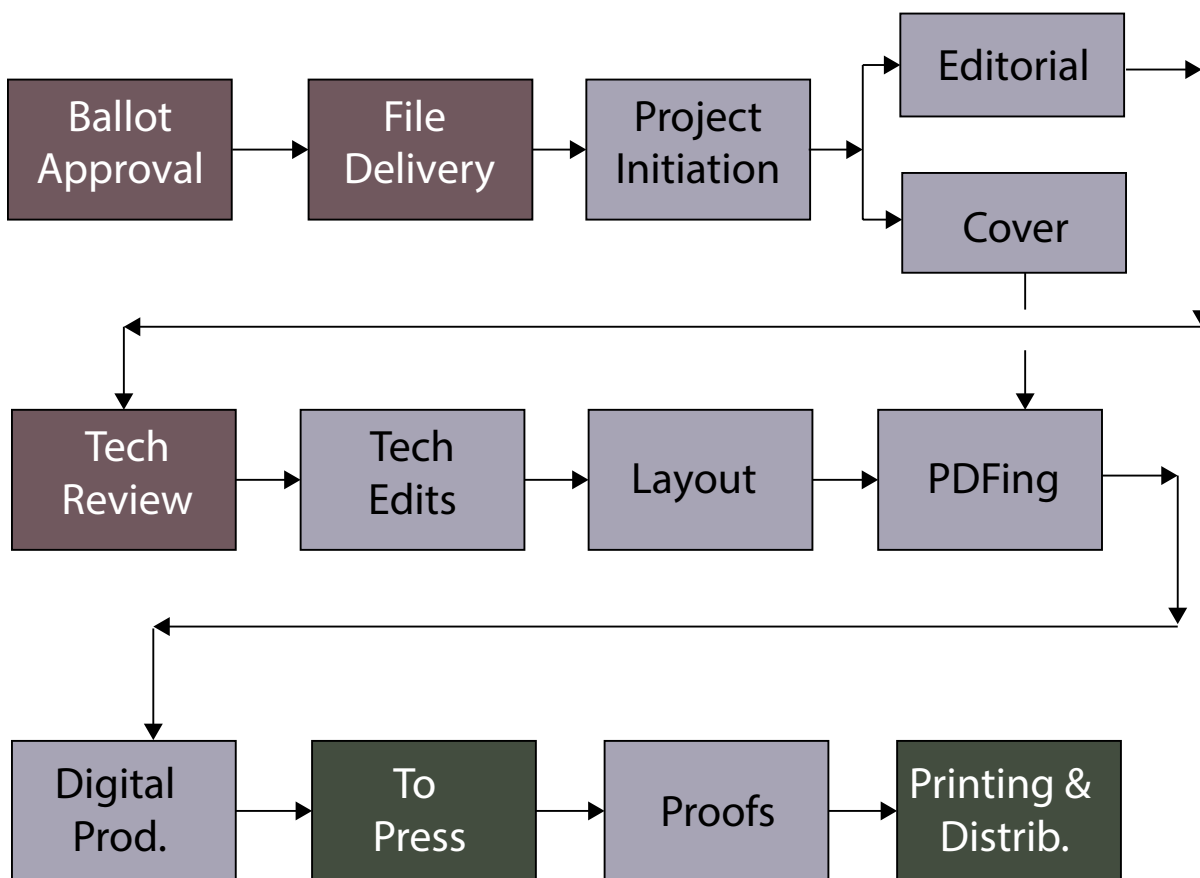 Ballot
Approval
File
Delivery
Project
Initiation
Editorial
Cover
Tech
Review
Tech
Edits
Layout
PDFing
Digital
Prod.
To
Press
Proofs
Printing &
Distrib.